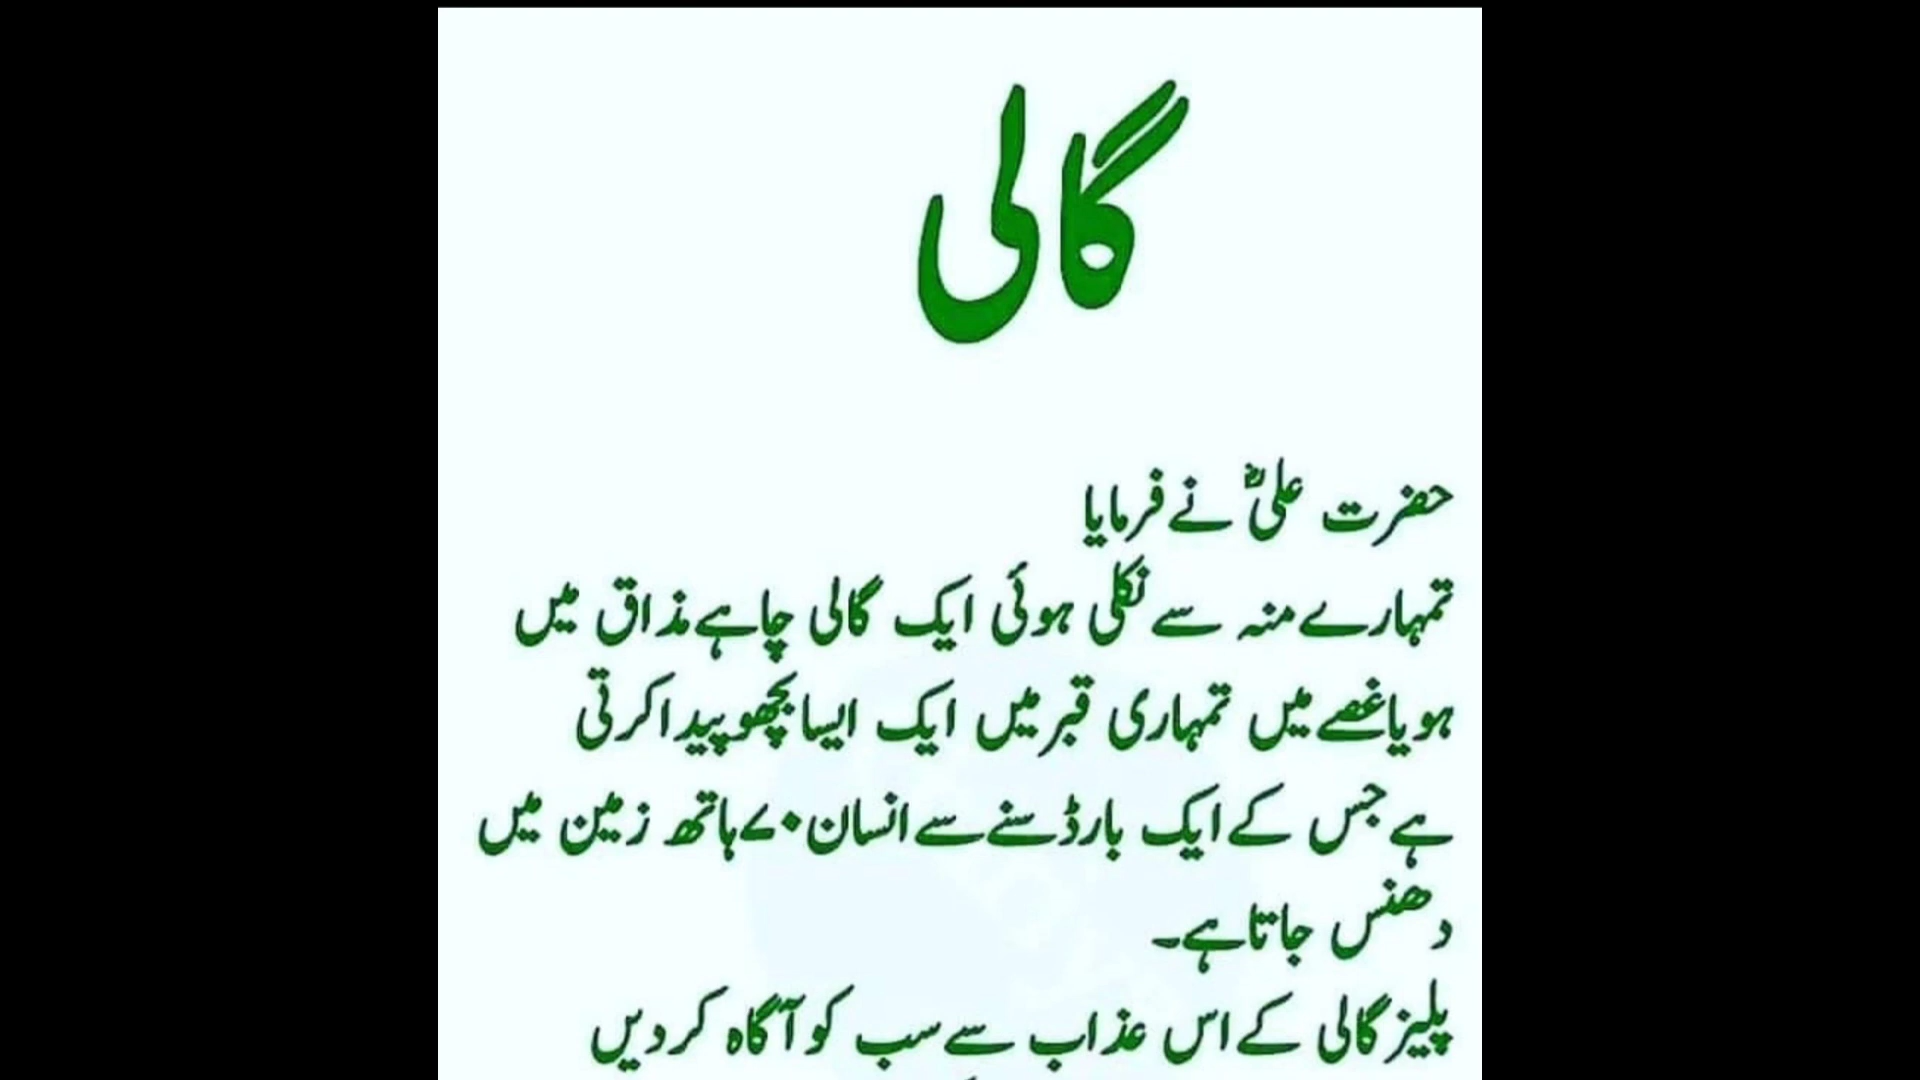 گالی
حضرت علیؓ نے فرمایا
تمہارے منہ سے نکلی ہوئی ایک گالی چاہے مذاق میں
ہو یا غصے میں تمہاری قبر میں ایک ایسا بچھو پیدا کرتی
ہے جس کے ایک بار ڈسنے سے انسان ۷۰ ہاتھ زمین میں
دھنس جاتا ہے۔
پلیز گالی کے اس عذاب سے سب کو آگاہ کر دیں